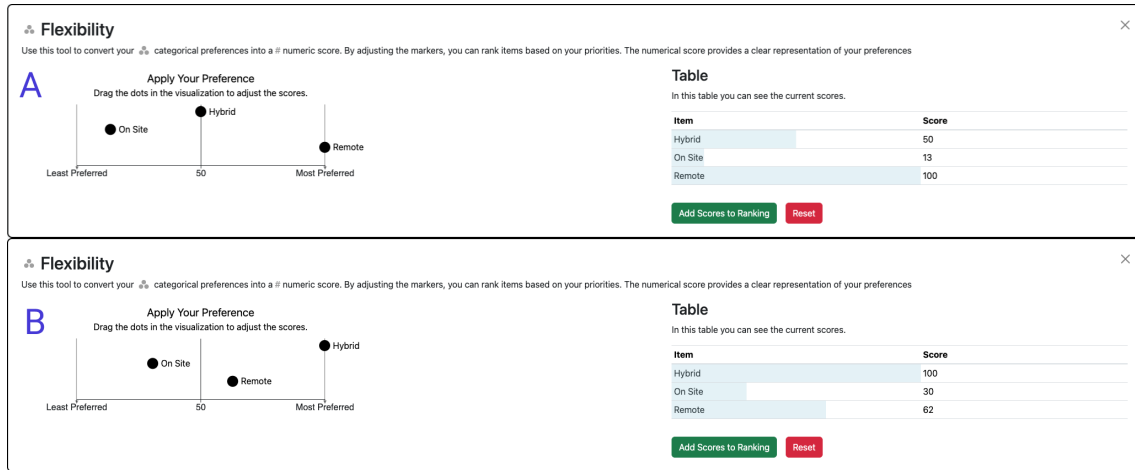 Flexibility
Use this tool to convert your categorical preferences into a # numeric score. By adjusting the markers, you can rank items based on your priorities. The numerical score provides a clear representation of your preferences
A
Apply Your Preference
Drag the dots in the visualization to adjust the scores.
Hybrid
On Site
Remote
Least Preferred 50 Most Preferred
Table
In this table you can see the current scores.
Item Score
Hybrid 50
On Site 13
Remote 100
Add Scores to Ranking Reset
Flexibility
Use this tool to convert your categorical preferences into a # numeric score. By adjusting the markers, you can rank items based on your priorities. The numerical score provides a clear representation of your preferences
B
Apply Your Preference
Drag the dots in the visualization to adjust the scores.
Hybrid
On Site
Remote
Least Preferred 50 Most Preferred
Table
In this table you can see the current scores.
Item Score
Hybrid 100
On Site 30
Remote 62
Add Scores to Ranking Reset